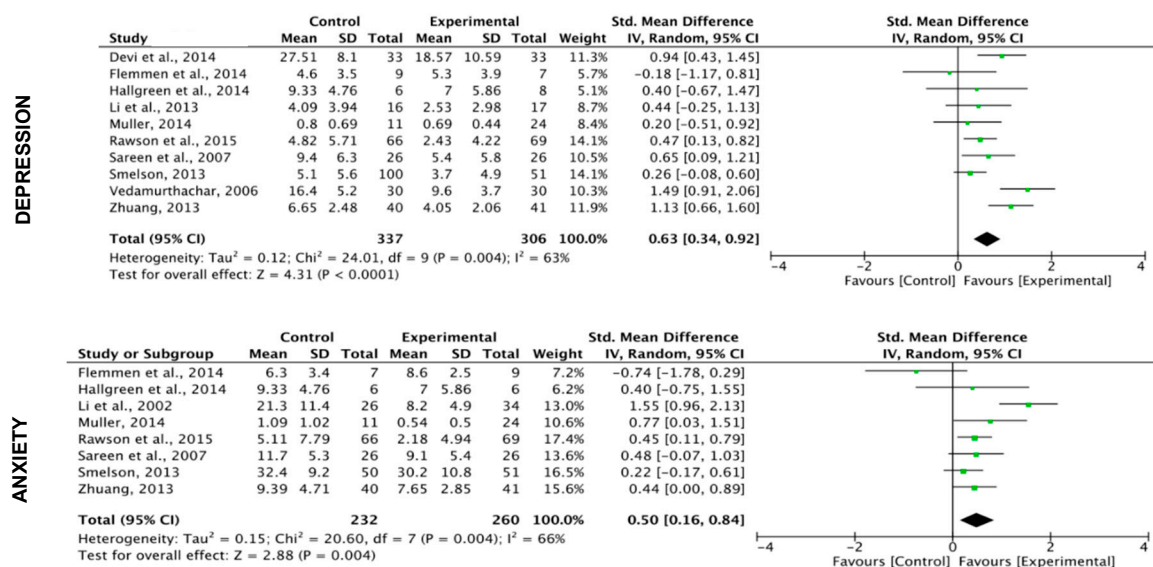 DEPRESSION
Control Experimental Std. Mean Difference Std. Mean Difference
Study Mean SD Total Mean SD Total Weight IV, Random, 95% CI IV, Random, 95% CI
Devi et al., 2014 27.51 8.1 33 18.57 10.59 33 11.3% 0.94 [0.43, 1.45]
Flemmen et al., 2014 4.6 3.5 9 5.3 3.9 7 5.7% -0.18 [-1.17, 0.81]
Hallgreen et al., 2014 9.33 4.76 6 7 5.86 8 5.1% 0.40 [-0.67, 1.47]
Li et al., 2013 4.09 3.94 16 2.53 2.98 17 8.7% 0.44 [-0.25, 1.13]
Muller, 2014 0.8 0.69 11 0.69 0.44 24 8.4% 0.20 [-0.51, 0.92]
Rawson et al., 2015 4.82 5.71 66 2.43 4.22 69 14.1% 0.47 [0.13, 0.82]
Sareen et al., 2007 9.4 6.3 26 5.4 5.8 26 10.5% 0.65 [0.09, 1.21]
Smelson, 2013 5.1 5.6 100 3.7 4.9 51 14.1% 0.26 [-0.08, 0.60]
Vedamurthachar, 2006 16.4 5.2 30 9.6 3.7 30 10.3% 1.49 [0.91, 2.06]
Zhuang, 2013 6.65 2.48 40 4.05 2.06 41 11.9% 1.13 [0.66, 1.60]
Total (95% CI) 337 306 100.0% 0.63 [0.34, 0.92]
Heterogeneity: Tau² = 0.12; Chi² = 24.01, df = 9 (P = 0.004); I² = 63%
Test for overall effect: Z = 4.31 (P < 0.0001)
-4 -2 0 2 4
Favours [Control] Favours [Experimental]
ANXIETY
Control Experimental Std. Mean Difference Std. Mean Difference
Study or Subgroup Mean SD Total Mean SD Total Weight IV, Random, 95% CI IV, Random, 95% CI
Flemmen et al., 2014 6.3 3.4 7 8.6 2.5 9 7.2% -0.74 [-1.78, 0.29]
Hallgreen et al., 2014 9.33 4.76 6 7 5.86 6 6.2% 0.40 [-0.75, 1.55]
Li et al., 2002 21.3 11.4 26 8.2 4.9 34 13.0% 1.55 [0.96, 2.13]
Muller, 2014 1.09 1.02 11 0.54 0.5 24 10.6% 0.77 [0.03, 1.51]
Rawson et al., 2015 5.11 7.79 66 2.18 4.94 69 17.4% 0.45 [0.11, 0.79]
Sareen et al., 2007 11.7 5.3 26 9.1 5.4 26 13.6% 0.48 [-0.07, 1.03]
Smelson, 2013 32.4 9.2 50 30.2 10.8 51 16.5% 0.22 [-0.17, 0.61]
Zhuang, 2013 9.39 4.71 40 7.65 2.85 41 15.6% 0.44 [0.00, 0.89]
Total (95% CI) 232 260 100.0% 0.50 [0.16, 0.84]
Heterogeneity: Tau² = 0.15; Chi² = 20.60, df = 7 (P = 0.004); I² = 66%
Test for overall effect: Z = 2.88 (P = 0.004)
-4 -2 0 2 4
Favours [Control] Favours [Experimental]